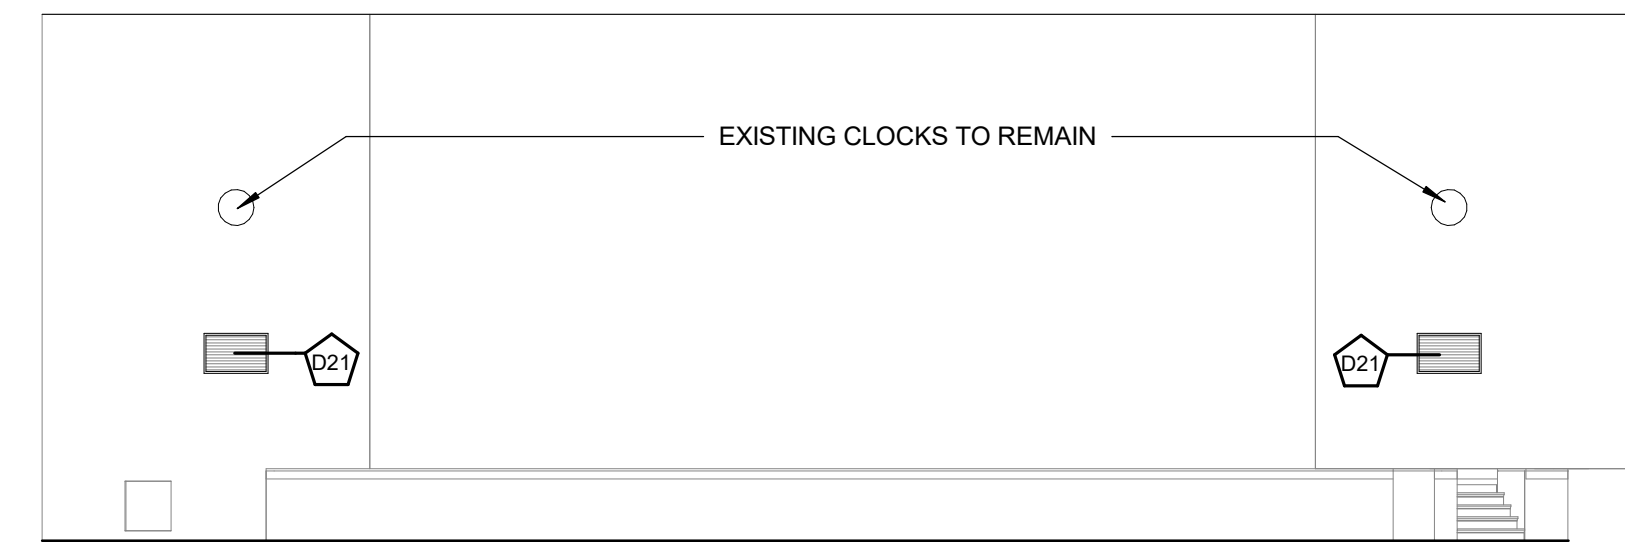 EXISTING CLOCKS TO REMAIN
D21
D21